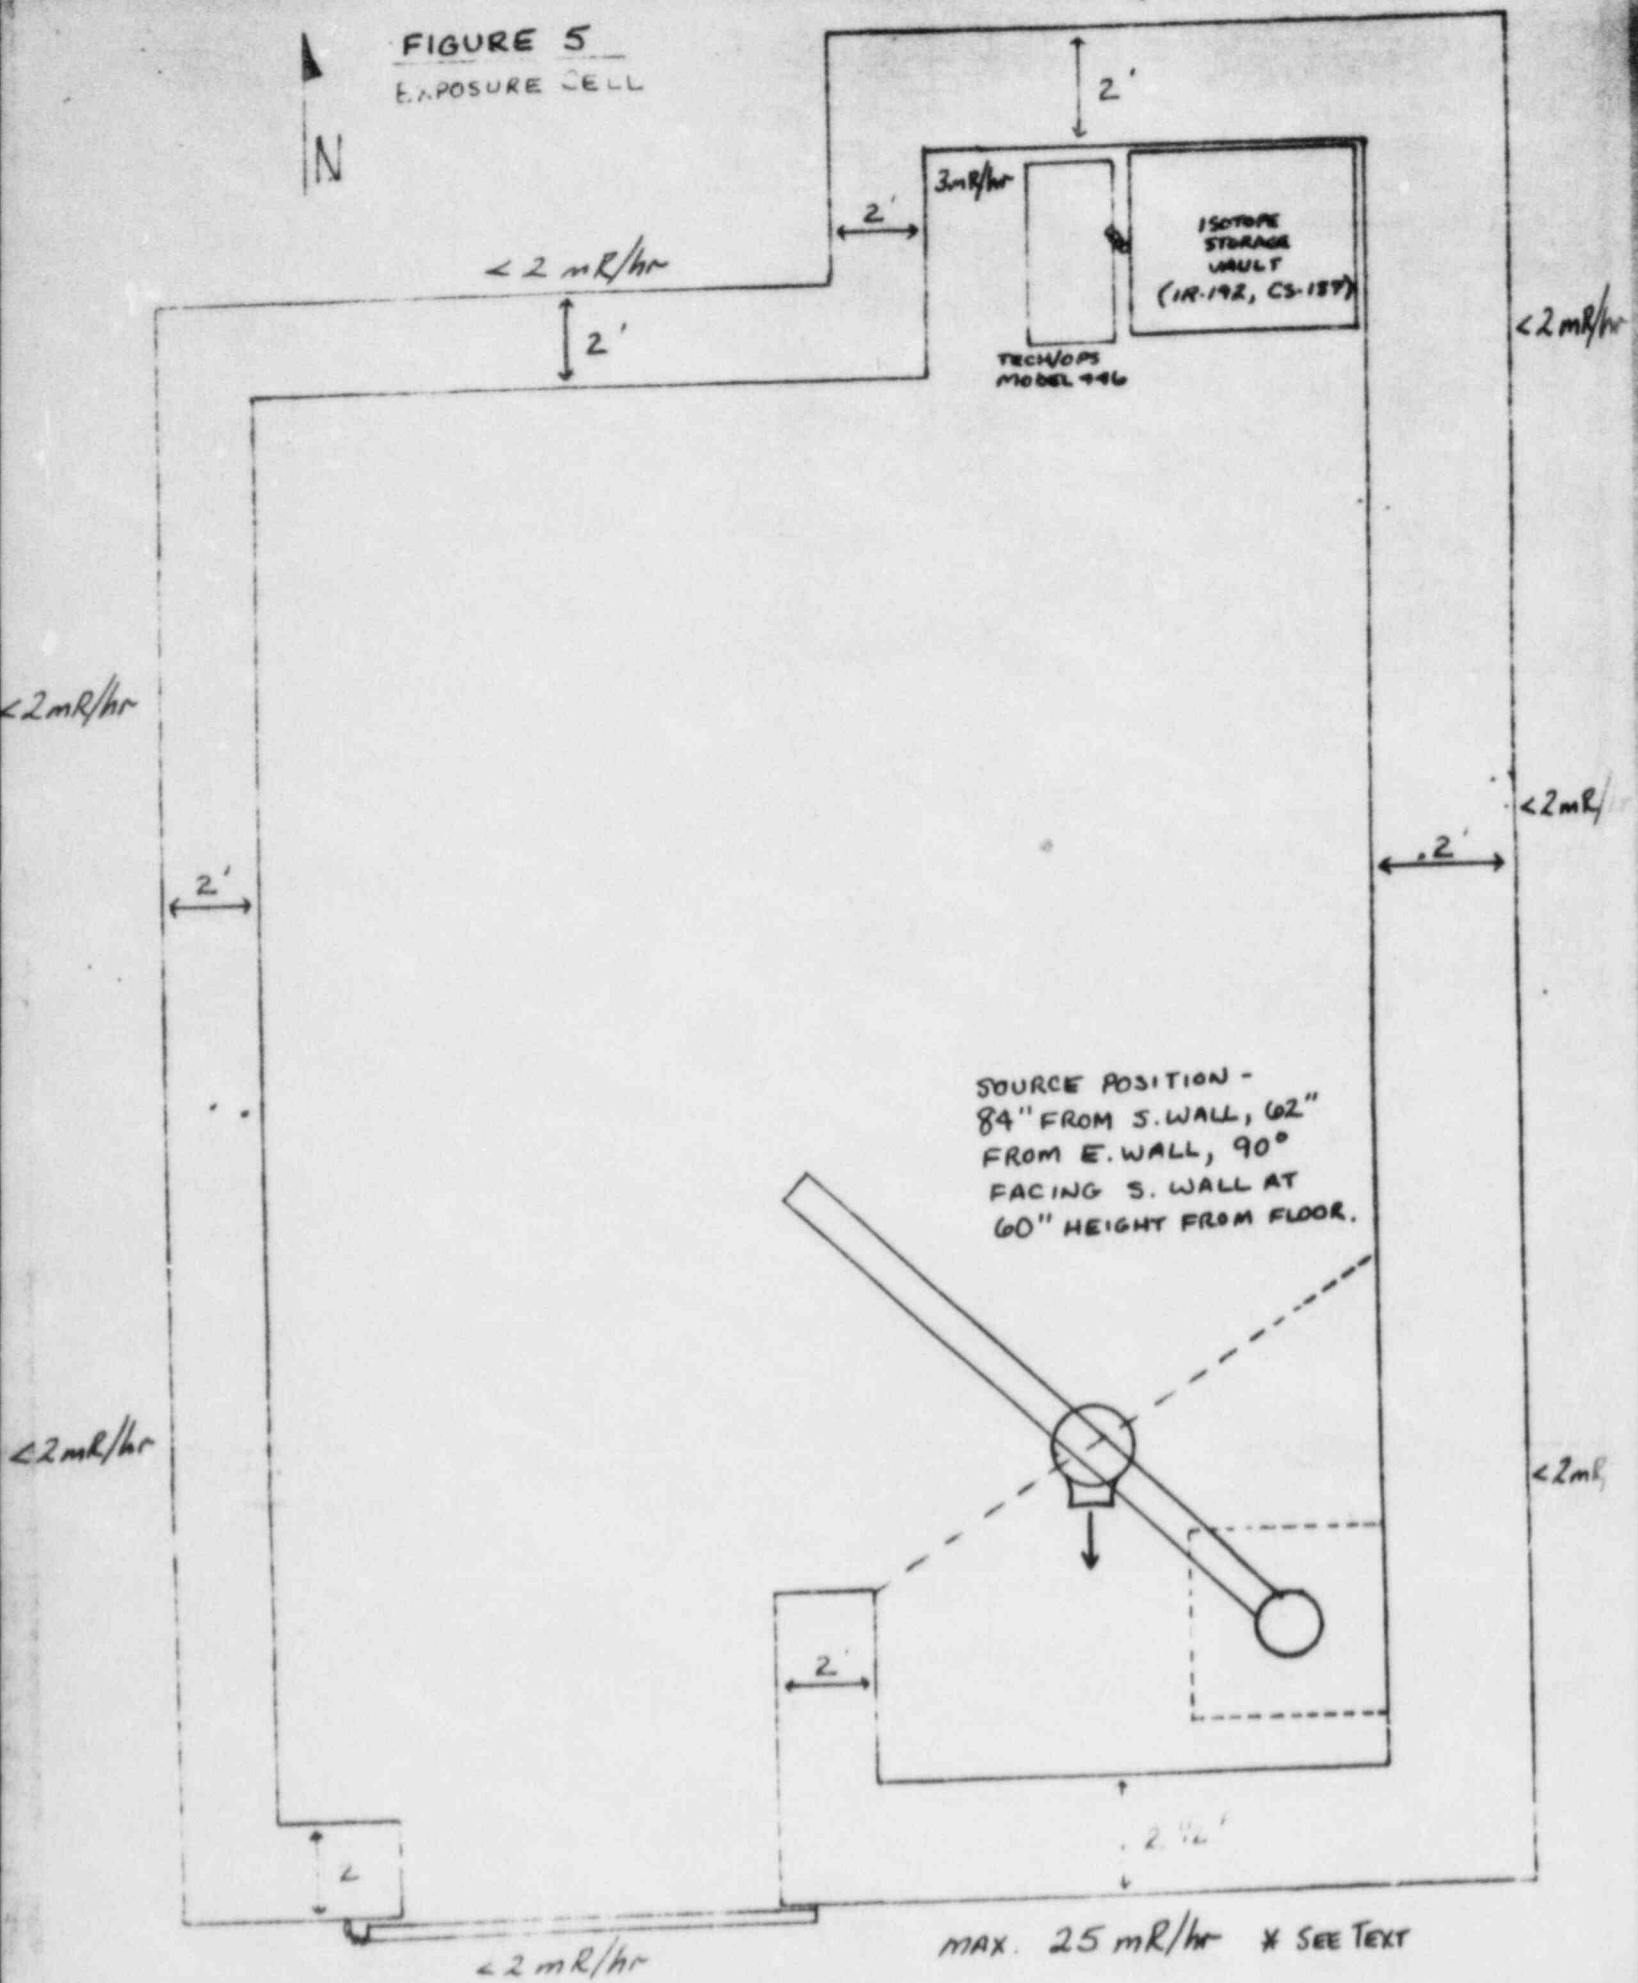 FIGURE 5
EXPOSURE CELL
N
2'
3mR/hr
2'
ISOTOPE
STORAGE
VAULT
(IR-192, CS-137)
< 2 mR/hr
<2 mR/hr
2'
TECH/OPS
MODEL
<2mR/hr
<2mR/
.2'
2'
SOURCE POSITION -
84" FROM S. WALL, 62"
FROM E. WALL, 90°
FACING S. WALL AT
60" HEIGHT FROM FLOOR.
<2mR/hr
<2mR
2'
2
MAX. 25 mR/hr * SEE TEXT
<2 mR/hr